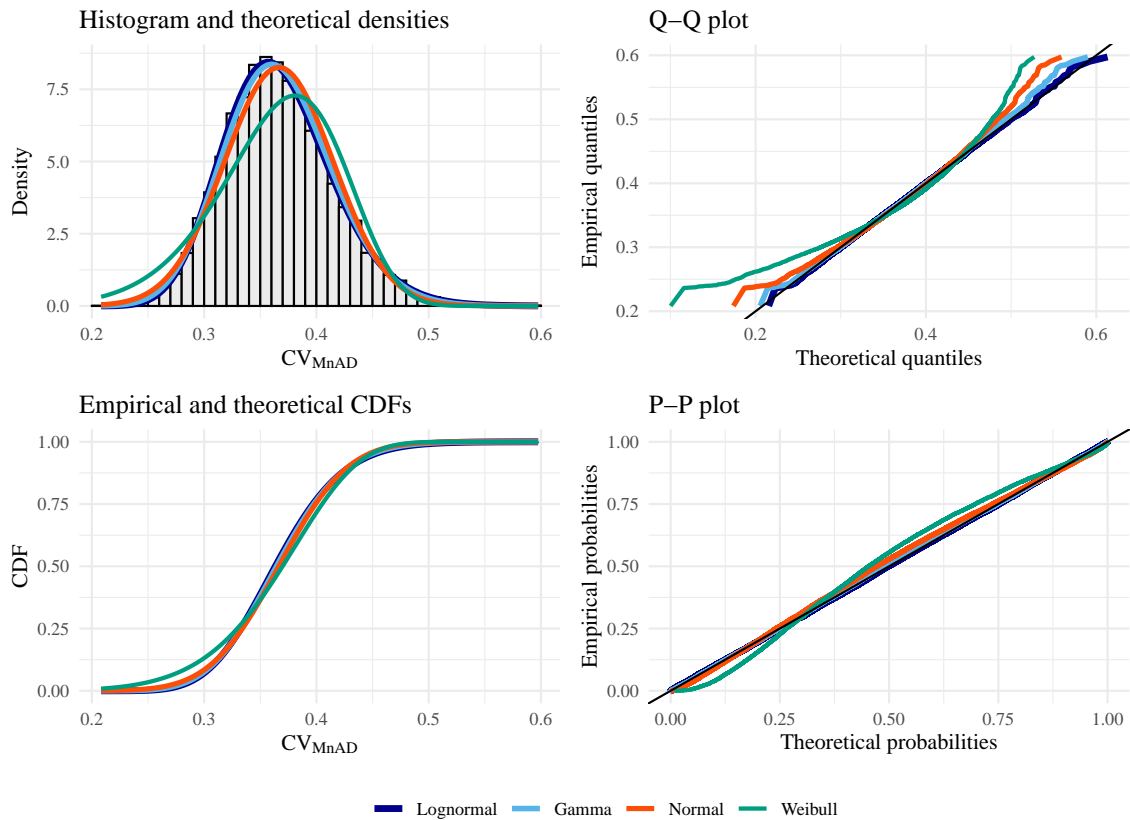 Histogram and theoretical densities
Density
7.5
5.0
2.5
0.0
0.2 0.3 0.4 0.5 0.6
CV_MnAD
Q−Q plot
Empirical quantiles
0.6
0.5
0.4
0.3
0.2
0.2 0.4 0.6
Theoretical quantiles
Empirical and theoretical CDFs
CDF
1.00
0.75
0.50
0.25
0.00
0.2 0.3 0.4 0.5 0.6
CV_MnAD
P−P plot
Empirical probabilities
1.00
0.75
0.50
0.25
0.00
0.00 0.25 0.50 0.75 1.00
Theoretical probabilities
Lognormal Gamma Normal Weibull